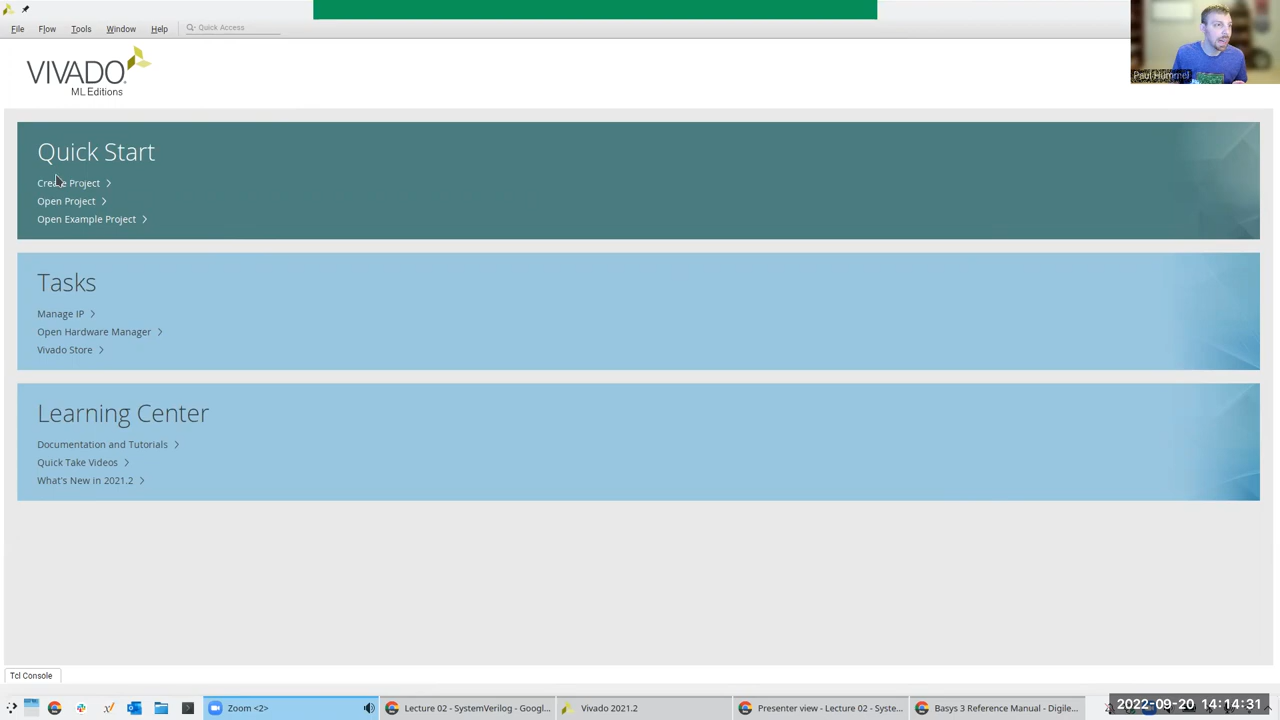 File Flow Tools Window Help Quick Access
VIVADO
ML Editions
Paul Hummel
Quick Start
Create Project
Open Project
Open Example Project
Tasks
Manage IP
Open Hardware Manager
Vivado Store
Learning Center
Documentation and Tutorials
Quick Take Videos
What's New in 2021.2
Tcl Console
Zoom <2> Lecture 02 - SystemVerilog - Googl... Vivado 2021.2 Presenter view - Lecture 02 - Syste... Basys 3 Reference Manual - Digile... 2022-09-20 14:14:31